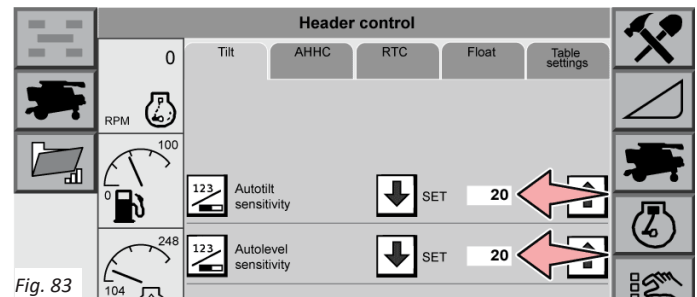 Header control
Tilt
AHHC
RTC
Float
Table
settings
0
RPM
100
0
123
Autotilt
sensitivity
SET
20
248
104
123
Autolevel
sensitivity
SET
20
Fig. 83